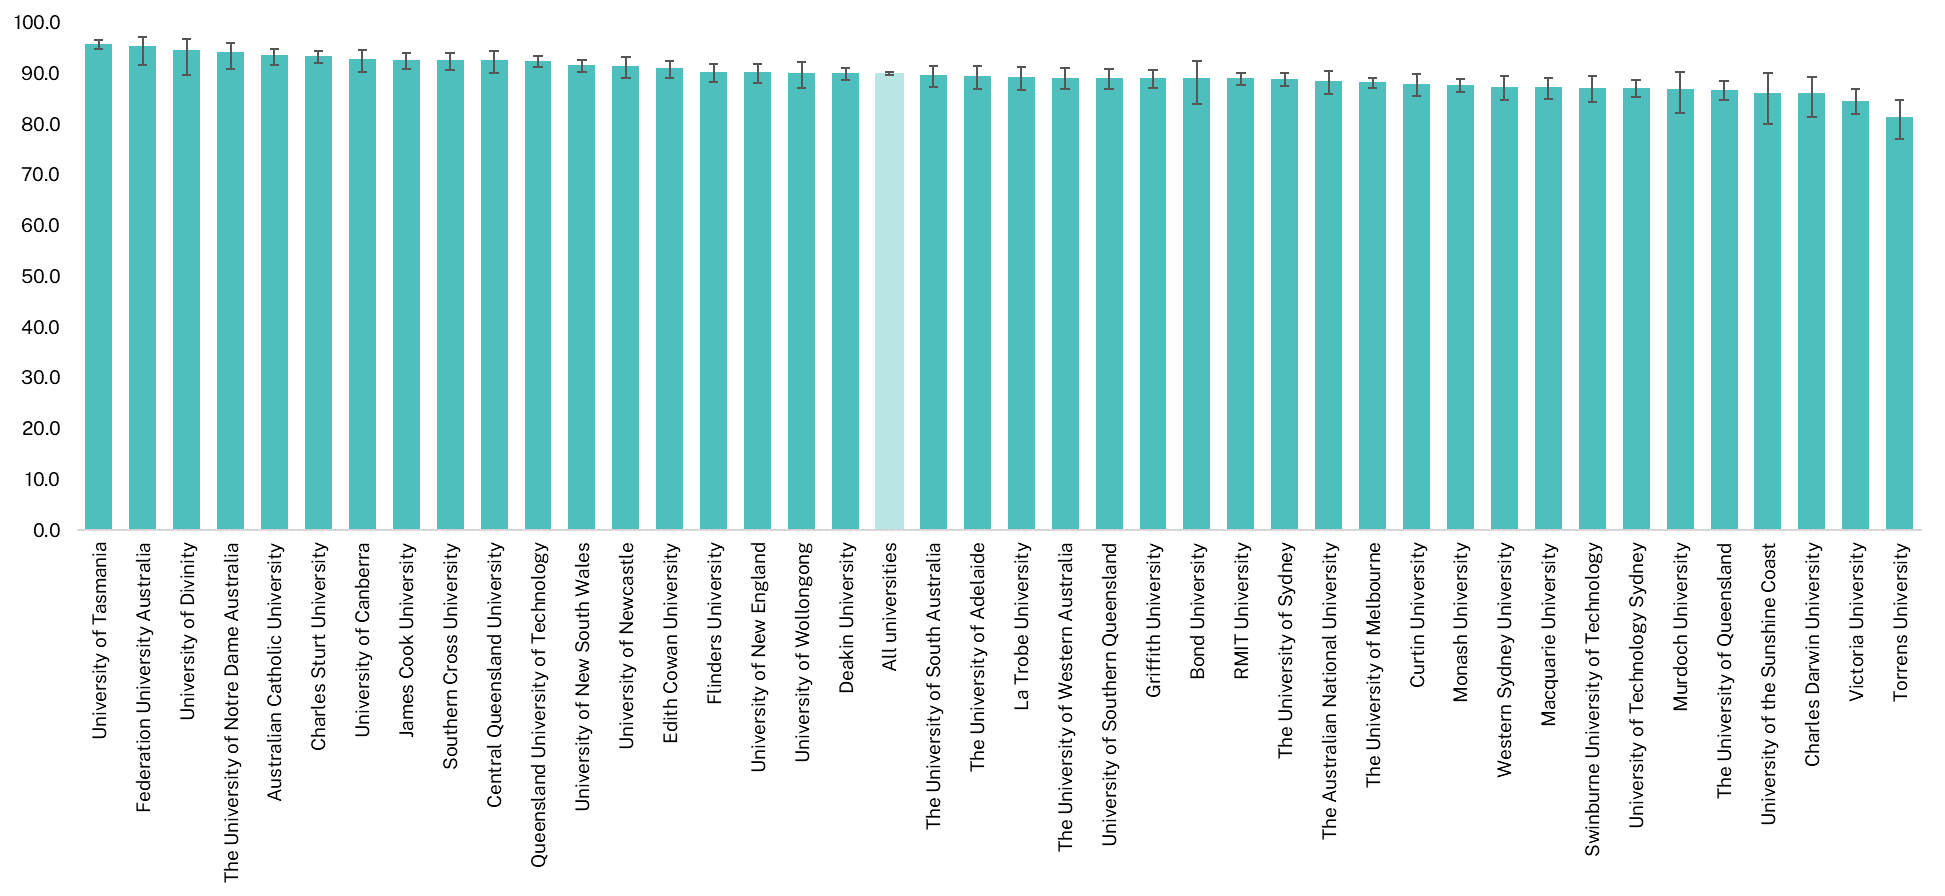 100.0
90.0
80.0
70.0
60.0
50.0
40.0
30.0
20.0
10.0
0.0
University of Tasmania
Federation University Australia
University of Divinity
The University of Notre Dame Australia
Australian Catholic University
Charles Sturt University
University of Canberra
James Cook University
Southern Cross University
Central Queensland University
Queensland University of Technology
University of New South Wales
University of Newcastle
Edith Cowan University
Flinders University
University of New England
University of Wollongong
Deakin University
All universities
The University of South Australia
The University of Adelaide
La Trobe University
The University of Western Australia
University of Southern Queensland
Griffith University
Bond University
RMIT University
The University of Sydney
The Australian National University
The University of Melbourne
Curtin University
Monash University
Western Sydney University
Macquarie University
Swinburne University of Technology
University of Technology Sydney
Murdoch University
The University of Queensland
University of the Sunshine Coast
Charles Darwin University
Victoria University
Torrens University